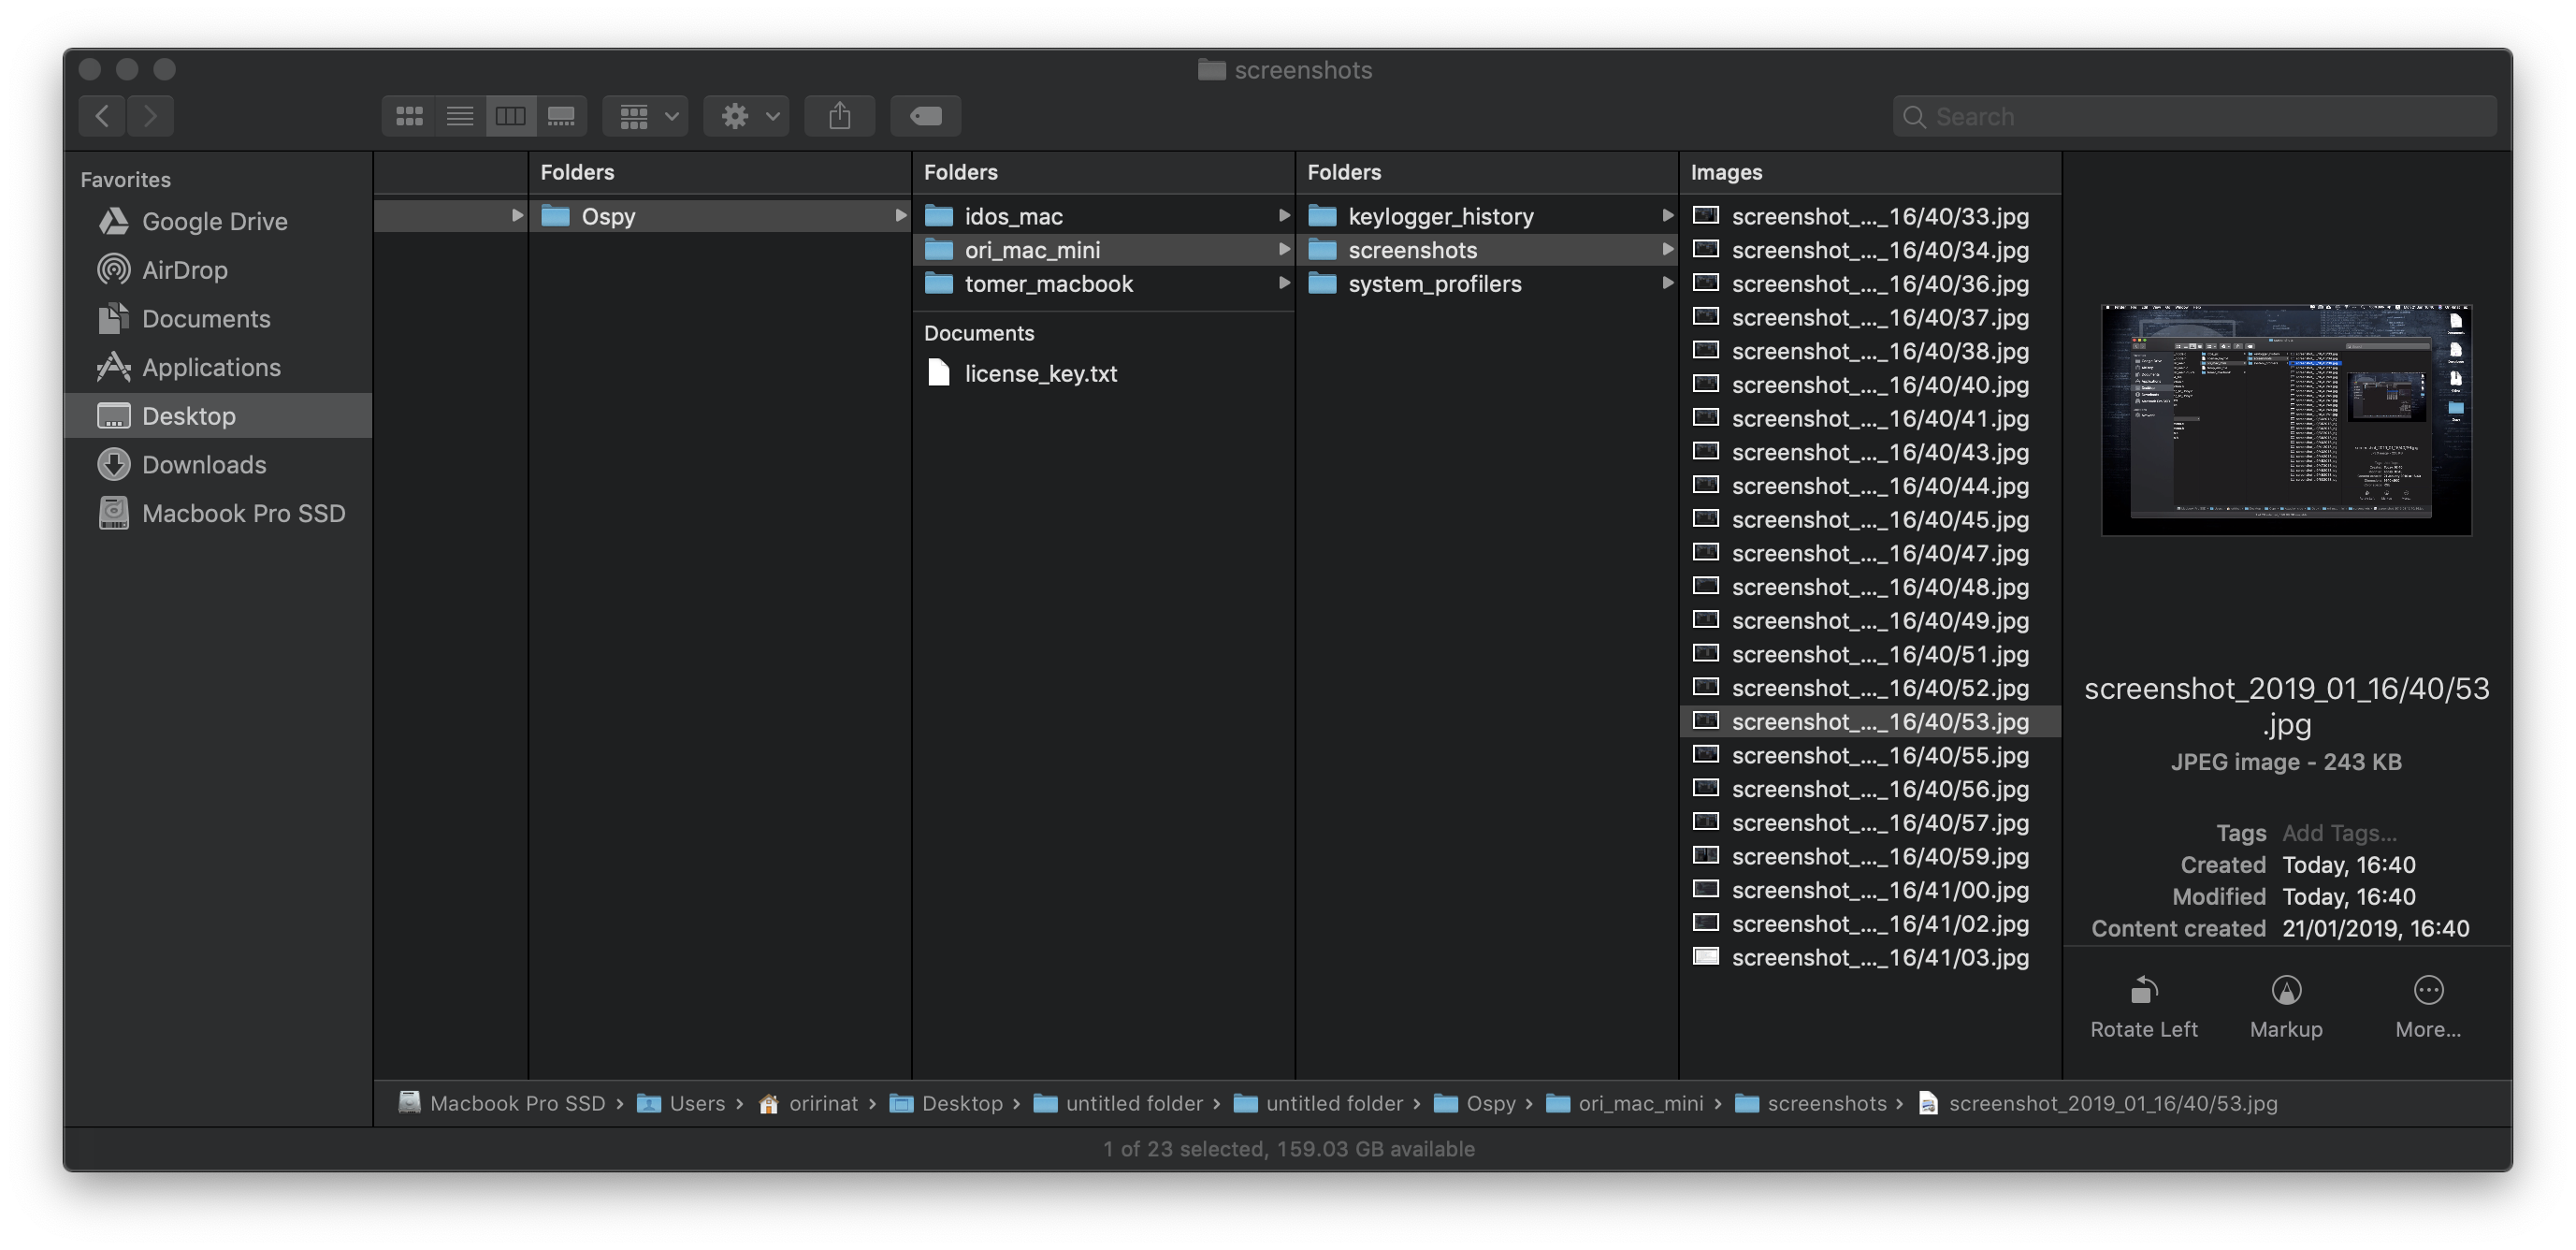 screenshots
Search
Favorites
Google Drive
AirDrop
Documents
Applications
Desktop
Downloads
Macbook Pro SSD
Folders
Ospy
Folders
idos_mac
ori_mac_mini
tomer_macbook
Documents
license_key.txt
Folders
keylogger_history
screenshots
system_profilers
Images
screenshot_..._16/40/33.jpg
screenshot_..._16/40/34.jpg
screenshot_..._16/40/36.jpg
screenshot_..._16/40/37.jpg
screenshot_..._16/40/38.jpg
screenshot_..._16/40/40.jpg
screenshot_..._16/40/41.jpg
screenshot_..._16/40/43.jpg
screenshot_..._16/40/44.jpg
screenshot_..._16/40/45.jpg
screenshot_..._16/40/47.jpg
screenshot_..._16/40/48.jpg
screenshot_..._16/40/49.jpg
screenshot_..._16/40/51.jpg
screenshot_..._16/40/52.jpg
screenshot_..._16/40/53.jpg
screenshot_..._16/40/55.jpg
screenshot_..._16/40/56.jpg
screenshot_..._16/40/57.jpg
screenshot_..._16/40/59.jpg
screenshot_..._16/41/00.jpg
screenshot_..._16/41/02.jpg
screenshot_..._16/41/03.jpg
screenshot_2019_01_16/40/53
.jpg
JPEG image - 243 KB
Tags Add Tags...
Created Today, 16:40
Modified Today, 16:40
Content created 21/01/2019, 16:40
Rotate Left Markup More...
Macbook Pro SSD › Users › oririnat › Desktop › untitled folder › untitled folder › Ospy › ori_mac_mini › screenshots › screenshot_2019_01_16/40/53.jpg
1 of 23 selected, 159.03 GB available